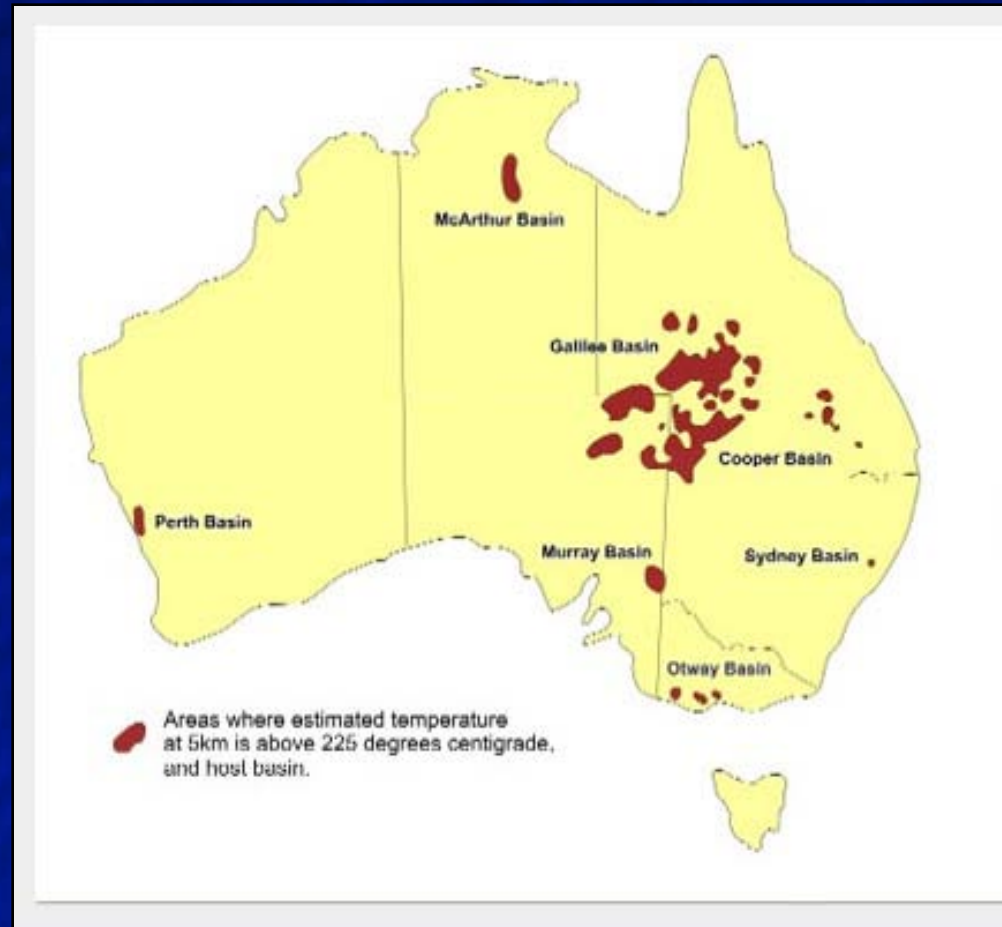 McArthur Basin
Galilee Basin
Cooper Basin
Perth Basin
Murray Basin
Sydney Basin
Otway Basin
Areas where estimated temperature
at 5km is above 225 degrees centigrade,
and host basin.